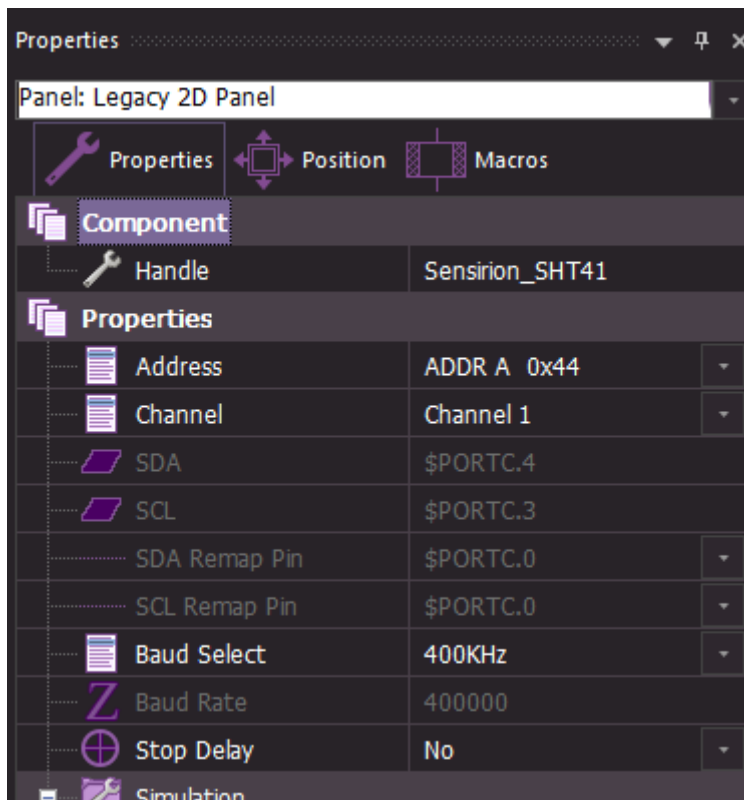 Properties
Panel: Legacy 2D Panel
Properties Position Macros
Component
Handle Sensirion_SHT41
Properties
Address ADDR A 0x44
Channel Channel 1
SDA $PORTC.4
SCL $PORTC.3
SDA Remap Pin $PORTC.0
SCL Remap Pin $PORTC.0
Baud Select 400KHz
Baud Rate 400000
Stop Delay No
Simulation